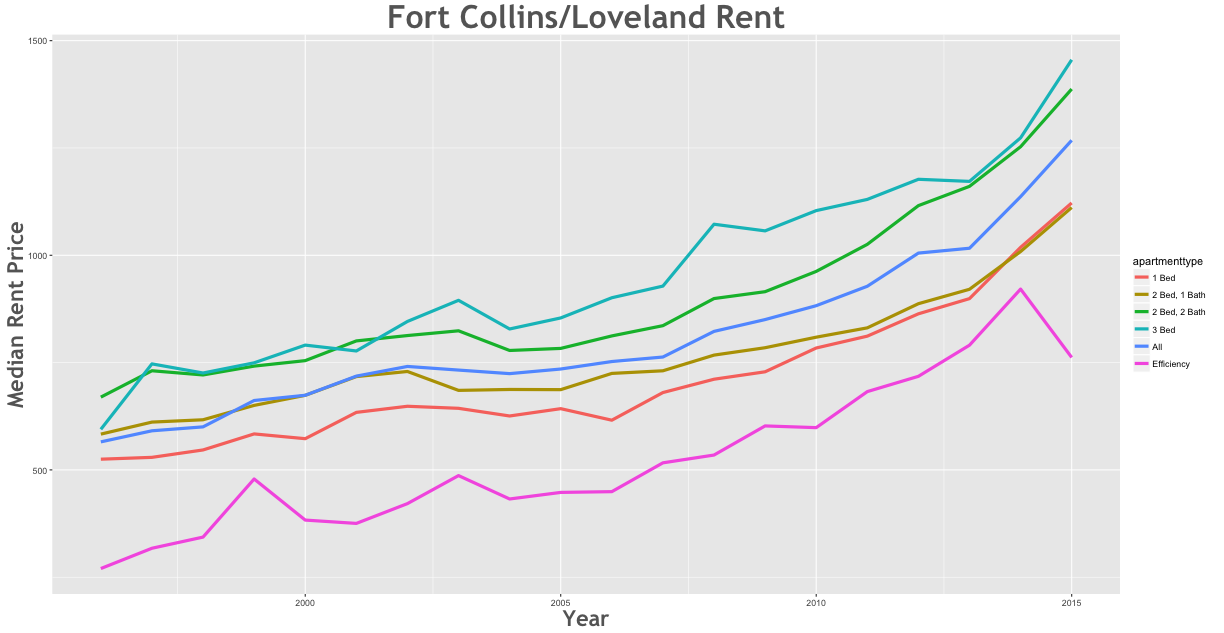 Fort Collins/Loveland Rent
Median Rent Price
1500
1000
500
2000
2005
2010
2015
Year
apartmenttype
1 Bed
2 Bed, 1 Bath
2 Bed, 2 Bath
3 Bed
All
Efficiency